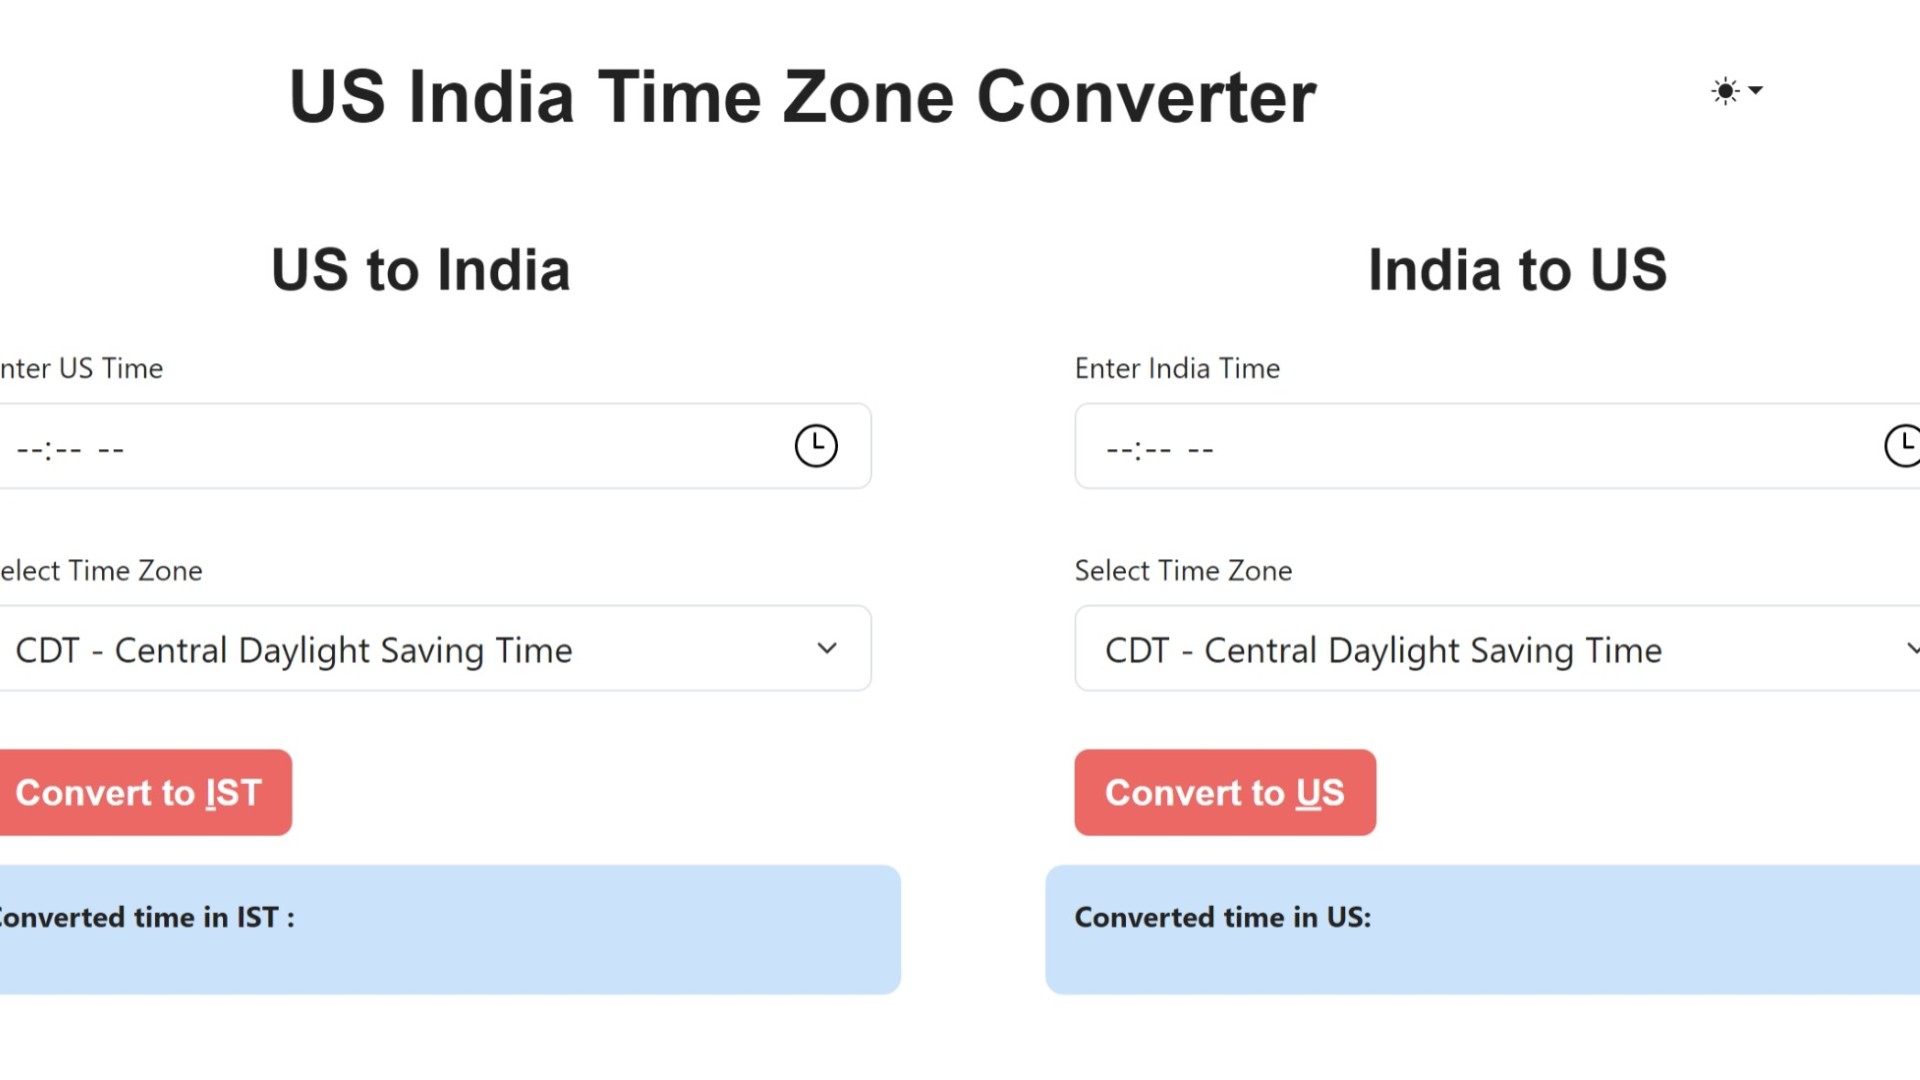 US India Time Zone Converter
US to India
nter US Time
--:-- --
elect Time Zone
CDT - Central Daylight Saving Time
Convert to IST
Converted time in IST :
India to US
Enter India Time
--:-- --
Select Time Zone
CDT - Central Daylight Saving Time
Convert to US
Converted time in US: